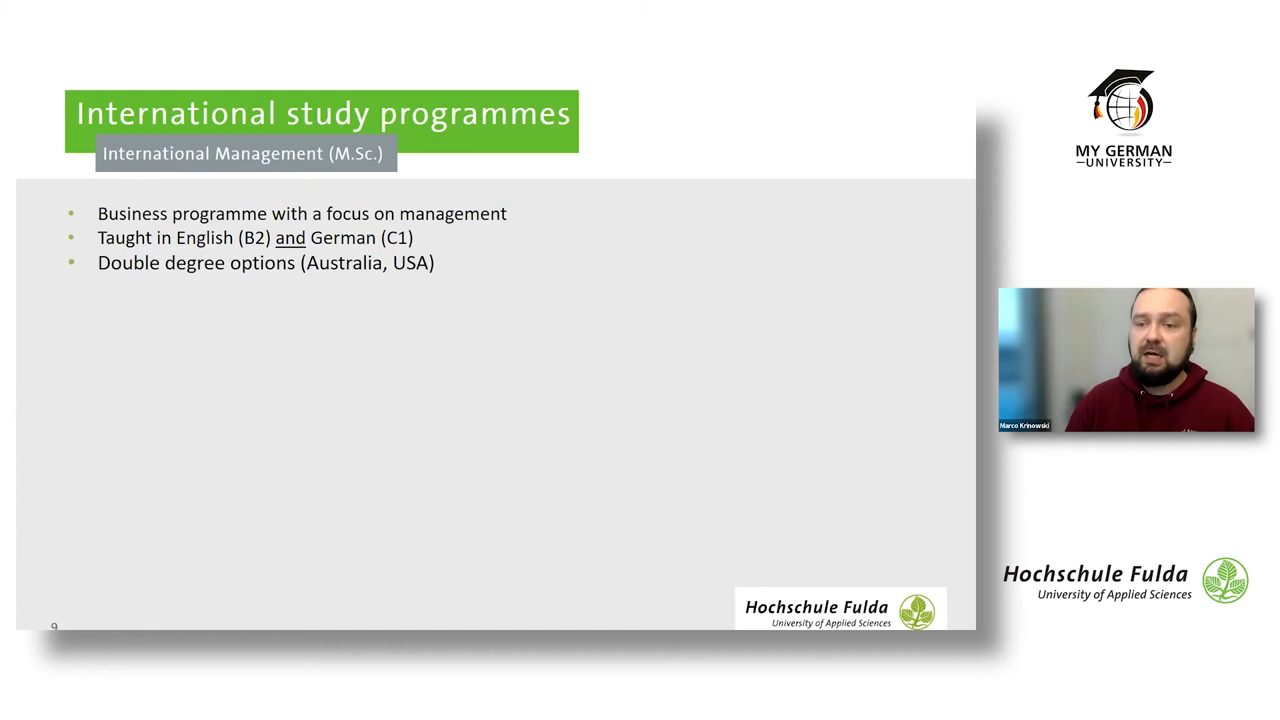 International study programmes
International Management (M.Sc.)
• Business programme with a focus on management
• Taught in English (B2) and German (C1)
• Double degree options (Australia, USA)
MY GERMAN
UNIVERSITY
Marco Krinowski
Hochschule Fulda
University of Applied Sciences
Hochschule Fulda
University of Applied Sciences
9